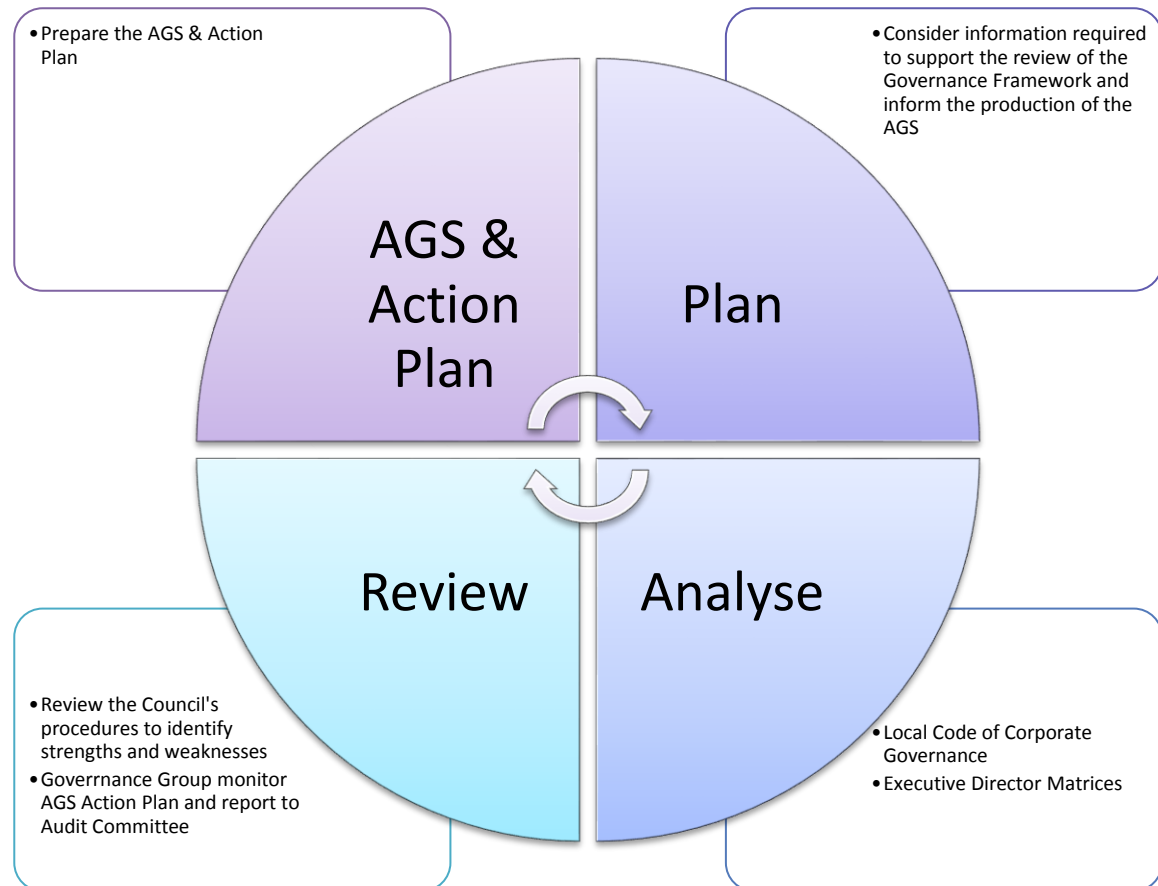 •Prepare the AGS & Action
Plan
•Consider information required
to support the review of the
Governance Framework and
inform the production of the
AGS
AGS &
Action
Plan
Plan
Review
Analyse
•Review the Council's
procedures to identify
strengths and weaknesses
•Goverrnance Group monitor
AGS Action Plan and report to
Audit Committee
•Local Code of Corporate
Governance
•Executive Director Matrices